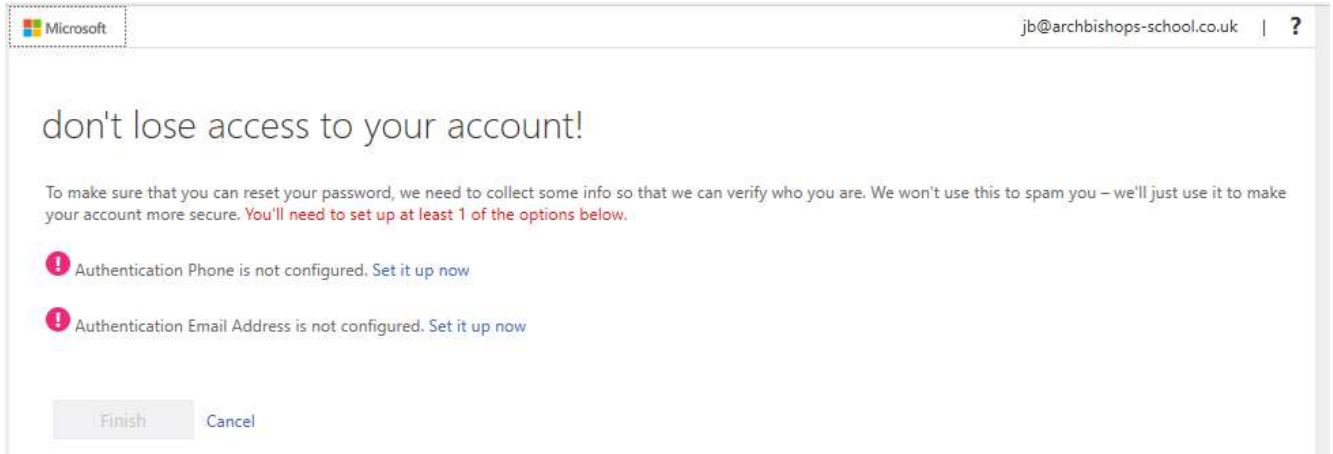 Microsoft
jb@archbishops-school.co.uk | ?
don't lose access to your account!
To make sure that you can reset your password, we need to collect some info so that we can verify who you are. We won't use this to spam you – we'll just use it to make
your account more secure. You'll need to set up at least 1 of the options below.
! Authentication Phone is not configured. Set it up now
! Authentication Email Address is not configured. Set it up now
Finish Cancel